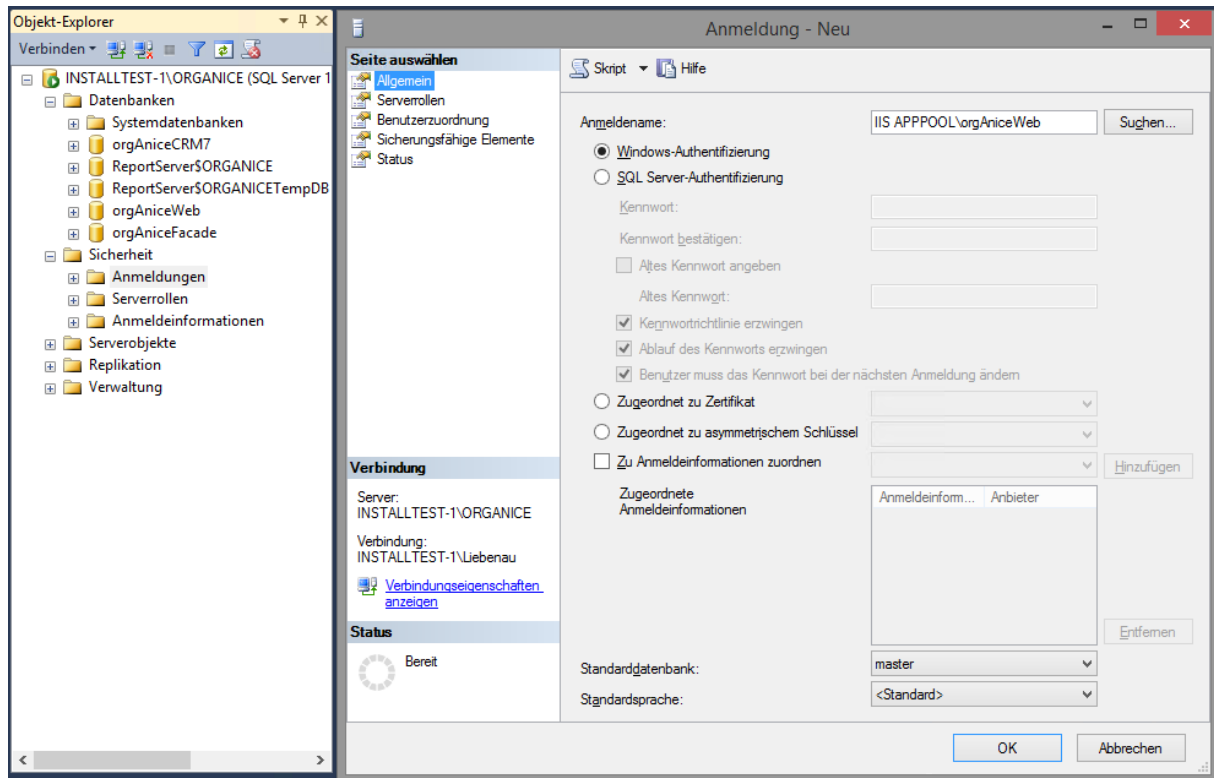 Objekt-Explorer
Verbinden
INSTALLTEST-1\ORGANICE (SQL Server 1
Datenbanken
Systemdatenbanken
orgAniceCRM7
ReportServer$ORGANICE
ReportServer$ORGANICETempDB
orgAniceWeb
orgAniceFacade
Sicherheit
Anmeldungen
Serverrollen
Anmeldeinformationen
Serverobjekte
Replikation
Verwaltung
Anmeldung - Neu
Seite auswählen
Allgemein
Serverrollen
Benutzerzuordnung
Sicherungsfähige Elemente
Status
Verbindung
Server:
INSTALLTEST-1\ORGANICE
Verbindung:
INSTALLTEST-1\Liebenau
Verbindungseigenschaften
anzeigen
Status
Bereit
Skript Hilfe
Anmeldename: IIS APPPOOL\orgAniceWeb Suchen...
Windows-Authentifizierung
SQL Server-Authentifizierung
Kennwort:
Kennwort bestätigen:
Altes Kennwort angeben
Altes Kennwort:
Kennwortrichtlinie erzwingen
Ablauf des Kennworts erzwingen
Benutzer muss das Kennwort bei der nächsten Anmeldung ändern
Zugeordnet zu Zertifikat
Zugeordnet zu asymmetrischem Schlüssel
Zu Anmeldeinformationen zuordnen Hinzufügen
Zugeordnete
Anmeldeinformationen
Anmeldeinform... Anbieter
Entfernen
Standarddatenbank: master
Standardsprache: <Standard>
OK Abbrechen